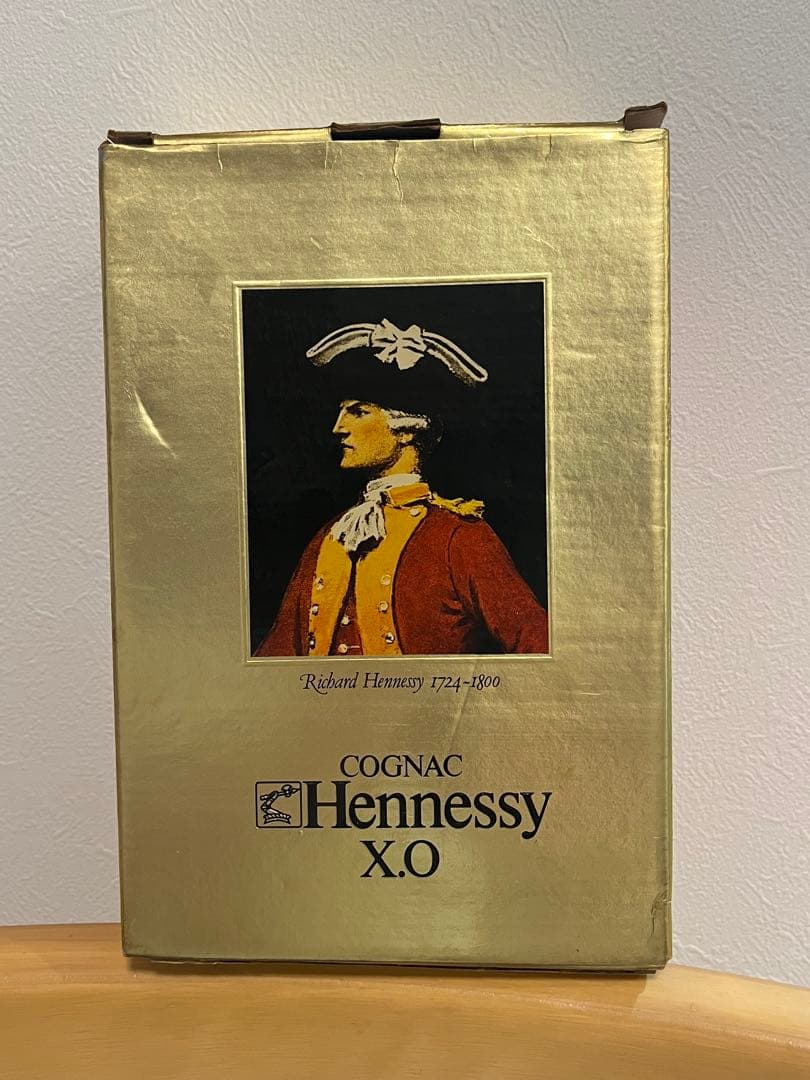 Richard Hennessy 1724~1800
COGNAC
Hennessy
X.O